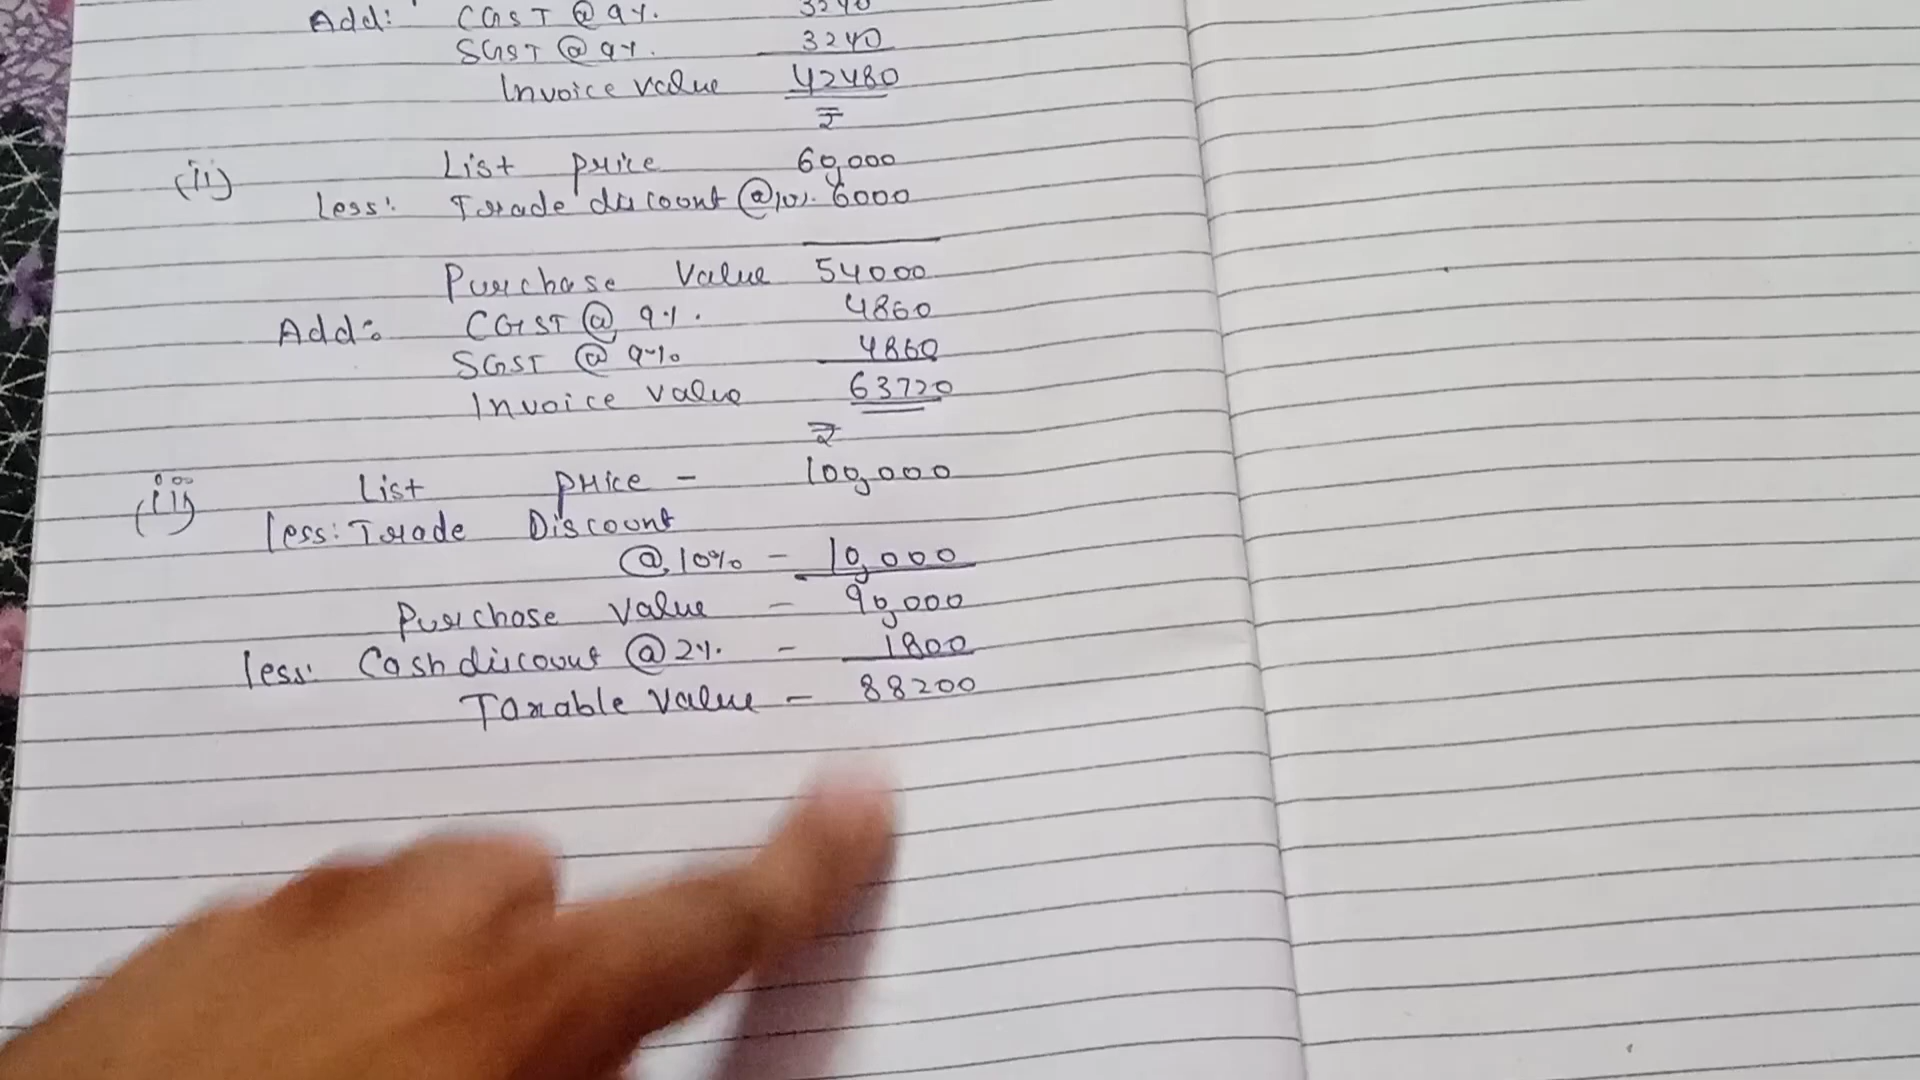 Add: CGST @ 9%. 3240
SGST @ 9%. 3240
Invoice value 42480
₹
(ii) List price 60,000
Less: Trade discount @10%. 6000
Purchase Value 54000
Add: CGST @ 9%. 4860
SGST @ 9% 4860
Invoice value 63720
₹
(iii) List price - 100,000
less: Trade Discount
@ 10% - 10,000
Purchase Value - 90,000
less: Cash discount @ 2%. - 1800
Taxable Value - 88200